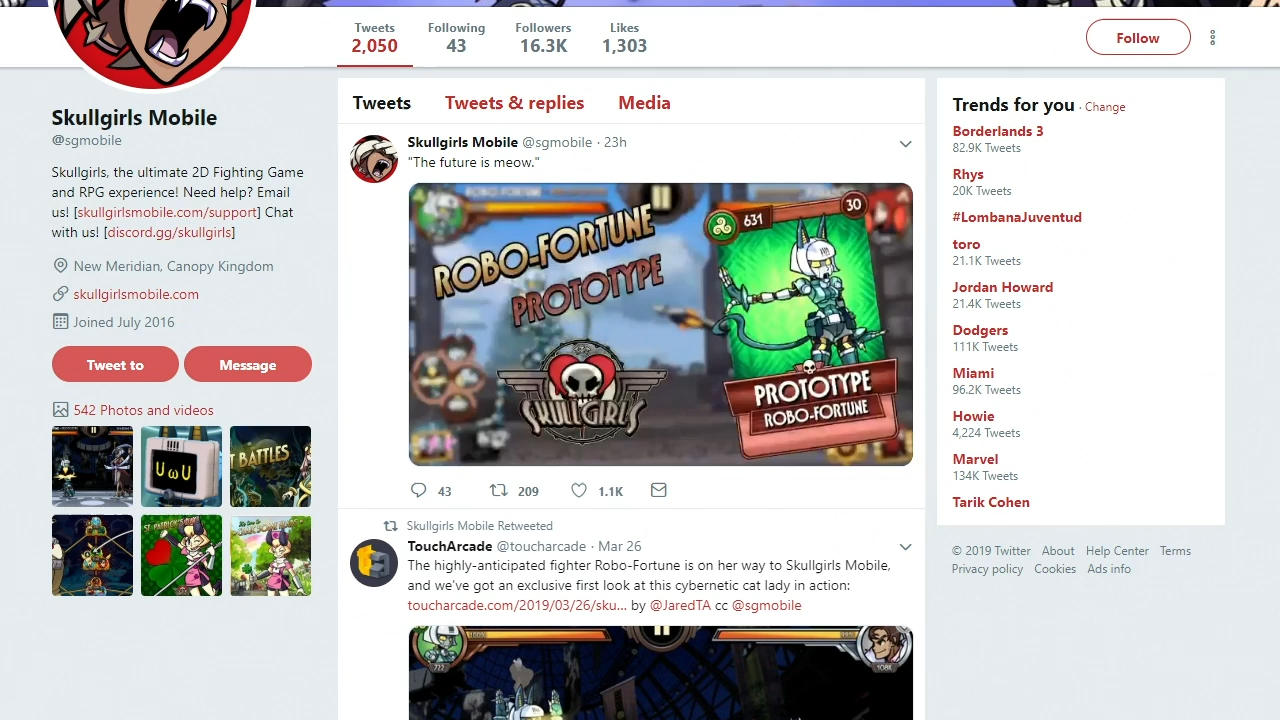 Tweets
2,050
Following
43
Followers
16.3K
Likes
1,303
Follow
Skullgirls Mobile
@sgmobile
Skullgirls, the ultimate 2D Fighting Game
and RPG experience! Need help? Email
us! [skullgirlsmobile.com/support] Chat
with us! [discord.gg/skullgirls]
New Meridian, Canopy Kingdom
skullgirlsmobile.com
Joined July 2016
Tweet to
Message
542 Photos and videos
UωU
T BATTLES
ST. PATRICK'S DAY
Tweets Tweets & replies Media
Skullgirls Mobile @sgmobile · 23h
"The future is meow."
ROBO-FORTUNE
ROBO-FORTUNE
PROTOTYPE
SKULLGIRLS
631
30
PROTOTYPE
ROBO-FORTUNE
43 209 1.1K
Skullgirls Mobile Retweeted
TouchArcade @toucharcade · Mar 26
The highly-anticipated fighter Robo-Fortune is on her way to Skullgirls Mobile,
and we've got an exclusive first look at this cybernetic cat lady in action:
toucharcade.com/2019/03/26/sku... by @JaredTA cc @sgmobile
722
108K
Trends for you · Change
Borderlands 3
82.9K Tweets
Rhys
20K Tweets
#LombanaJuventud
toro
21.1K Tweets
Jordan Howard
21.4K Tweets
Dodgers
111K Tweets
Miami
96.2K Tweets
Howie
4,224 Tweets
Marvel
134K Tweets
Tarik Cohen
© 2019 Twitter About Help Center Terms
Privacy policy Cookies Ads info